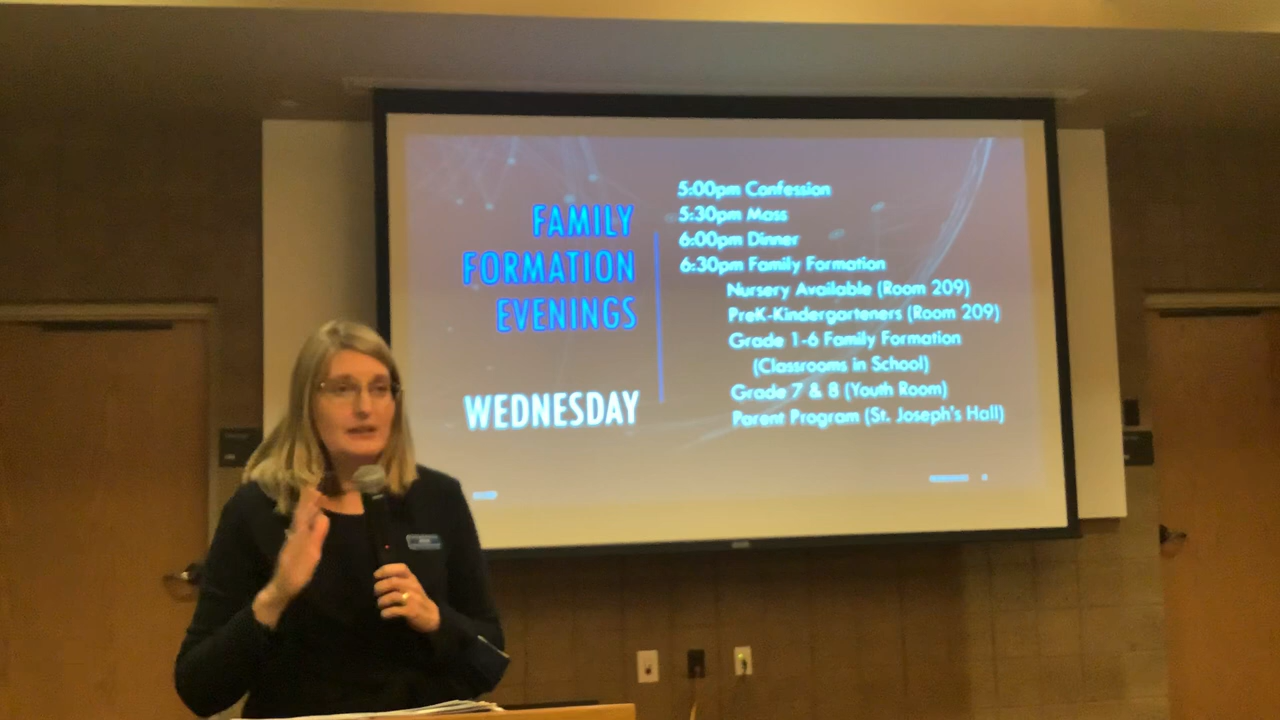 FAMILY
FORMATION
EVENINGS
WEDNESDAY
5:00pm Confession
5:30pm Mass
6:00pm Dinner
6:30pm Family Formation
Nursery Available (Room 209)
PreK-Kindergarteners (Room 209)
Grade 1-6 Family Formation
(Classrooms in School)
Grade 7 & 8 (Youth Room)
Parent Program (St. Joseph's Hall)